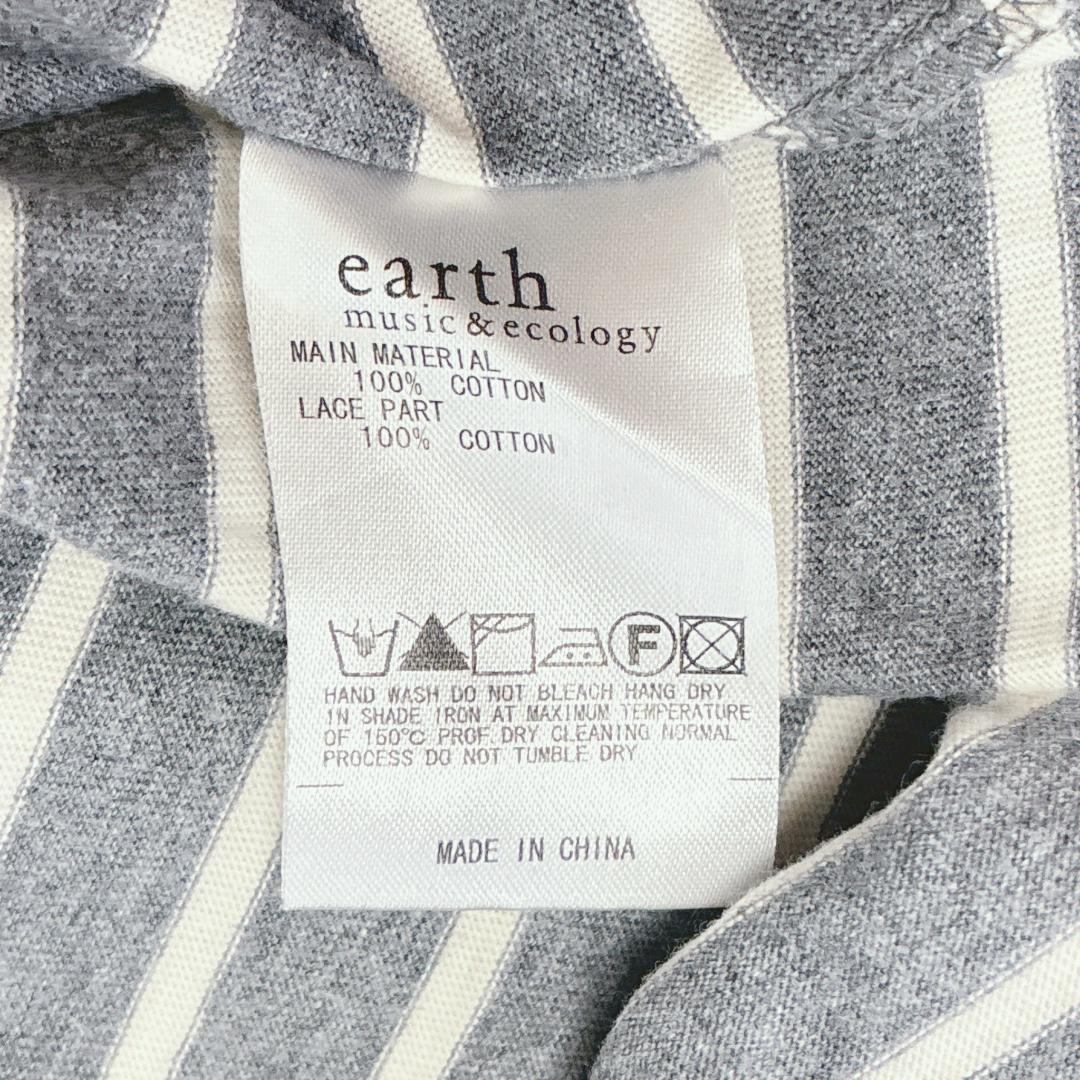 earth
music & ecology
MAIN MATERIAL
100% COTTON
LACE PART
100% COTTON
F
HAND WASH DO NOT BLEACH HANG DRY
IN SHADE IRON AT MAXIMUM TEMPERATURE
OF 150°C PROF.DRY CLEANING NORMAL
PROCESS DO NOT TUMBLE DRY
MADE IN CHINA